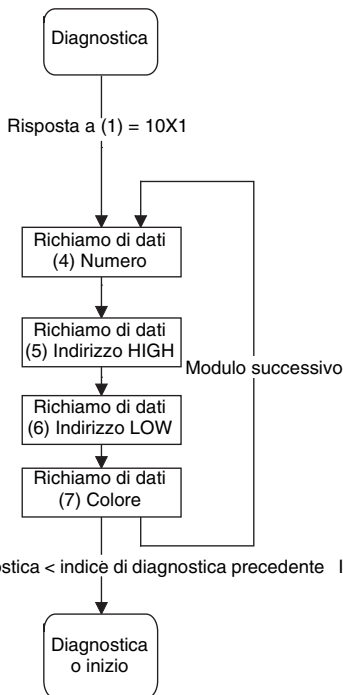 Diagnostica
Risposta a (1) = 10X1
Richiamo di dati
(4) Numero
Richiamo di dati
(5) Indirizzo HIGH
Modulo successivo
Richiamo di dati
(6) Indirizzo LOW
Richiamo di dati
(7) Colore
< indice di diagnostica precedente
Diagnostica
o inizio